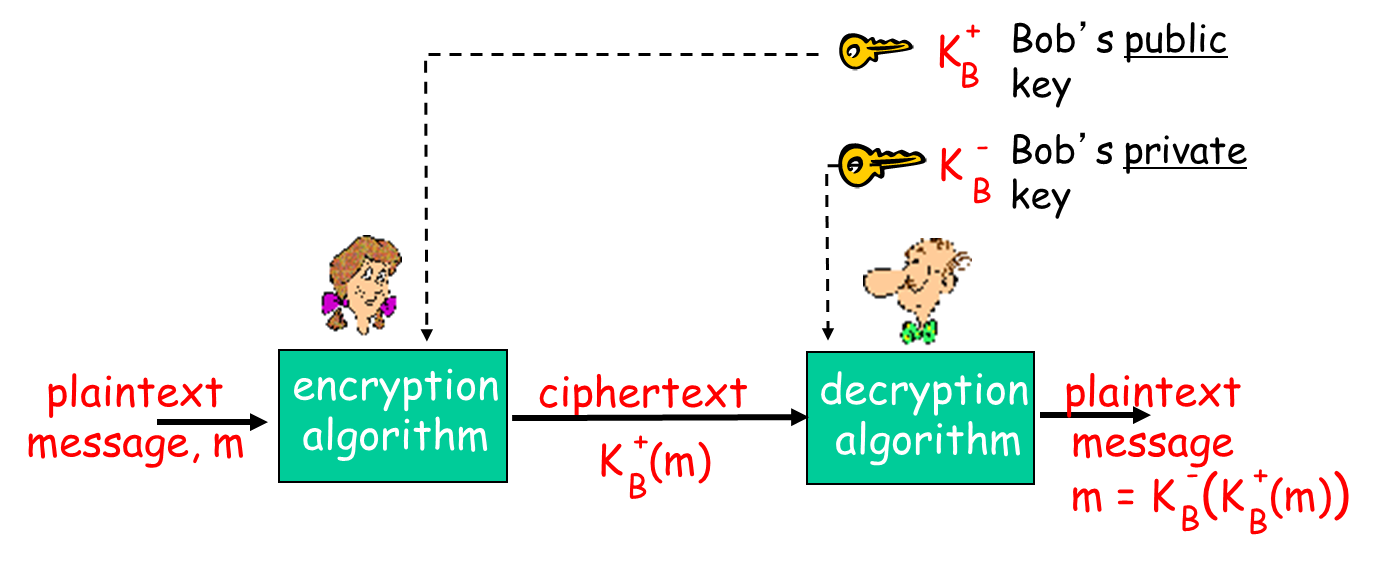 K_B^+ Bob's public
key
K_B^- Bob's private
key
plaintext
message, m
encryption
algorithm
ciphertext
K_B^+(m)
decryption
algorithm
plaintext
message
m = K_B^-(K_B^+(m))